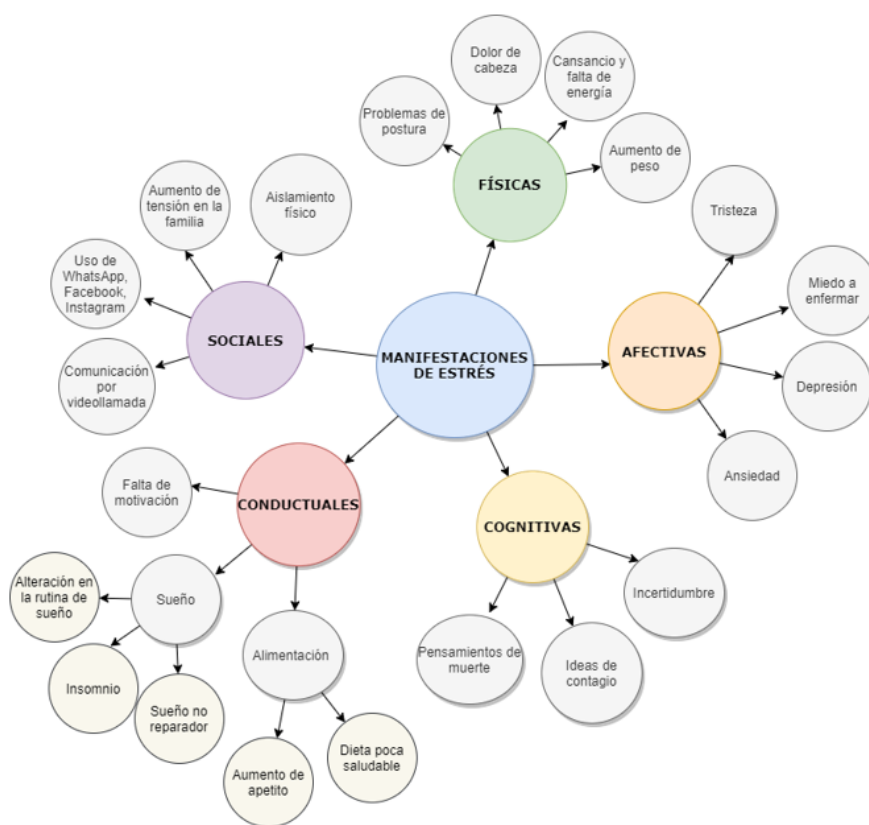 Dolor de
cabeza
Cansancio y
falta de
energía
Problemas de
postura
Aumento de
peso
FÍSICAS
Aumento de
tensión en la
familia
Aislamiento
físico
Uso de
WhatsApp,
Facebook,
Instagram
Comunicación
por
videollamada
SOCIALES
MANIFESTACIONES
DE ESTRÉS
Tristeza
Miedo a
enfermar
Depresión
Ansiedad
AFECTIVAS
CONDUCTUALES
Falta de
motivación
Sueño
Alteración en
la rutina de
sueño
Insomnio
Sueño no
reparador
Alimentación
Aumento de
apetito
Dieta poca
saludable
COGNITIVAS
Incertidumbre
Ideas de
contagio
Pensamientos de
muerte